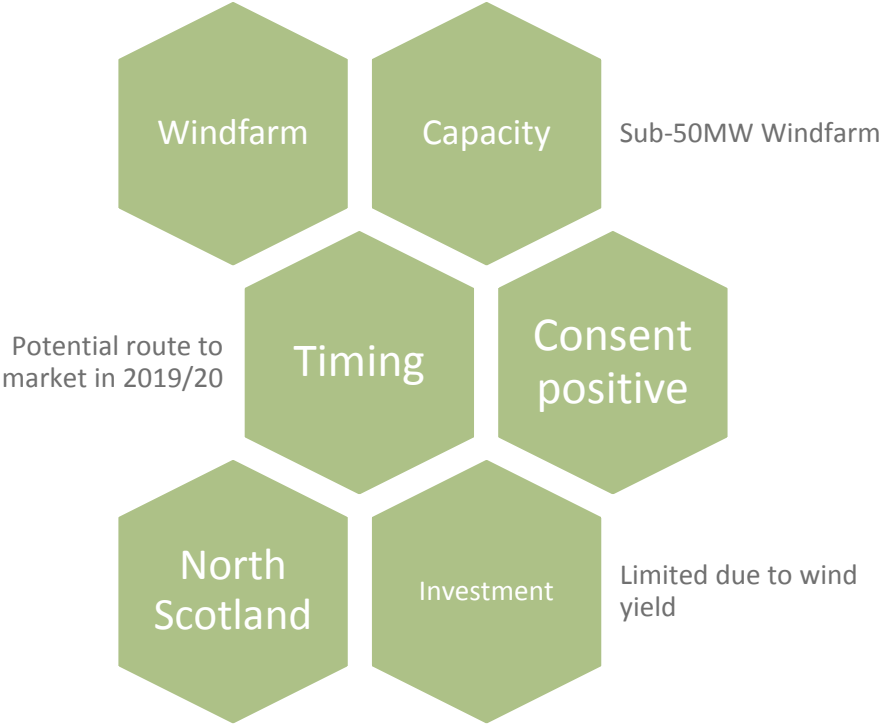 Windfarm
Capacity
Sub-50MW Windfarm
Potential route to
market in 2019/20
Timing
Consent
positive
North
Scotland
Investment
Limited due to wind
yield